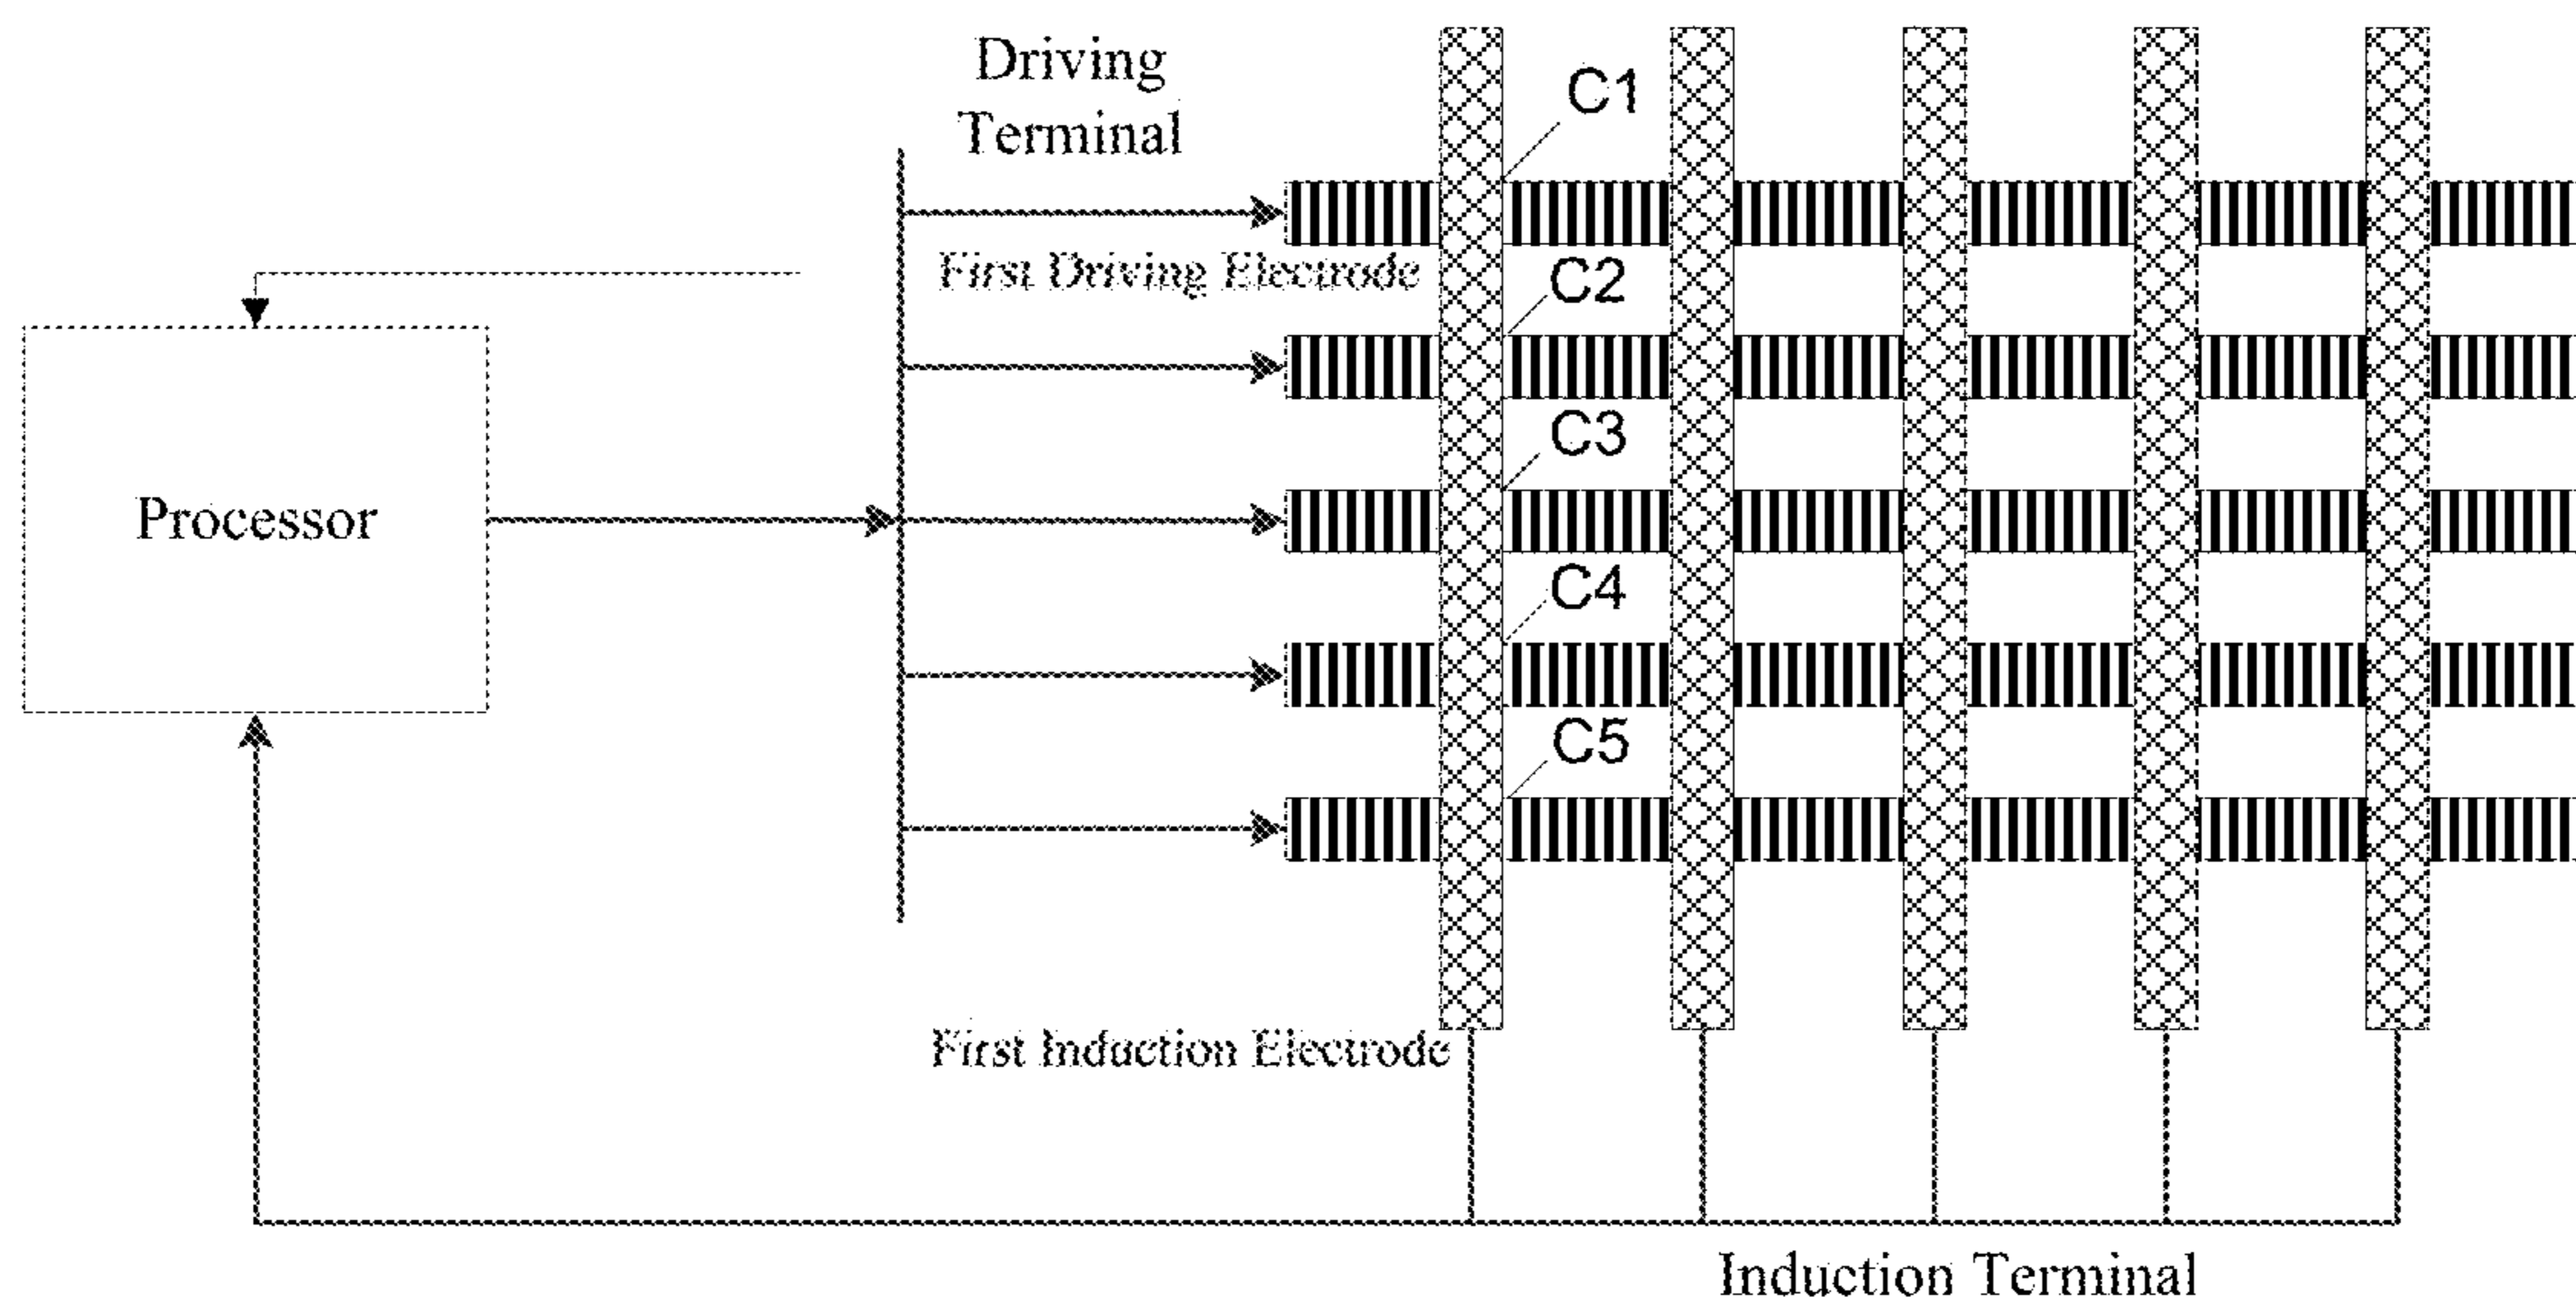 Driving
Terminal
C1
First Driving Electrode
C2
C3
Processor
C4
C5
First Induction Electrode
Induction Terminal